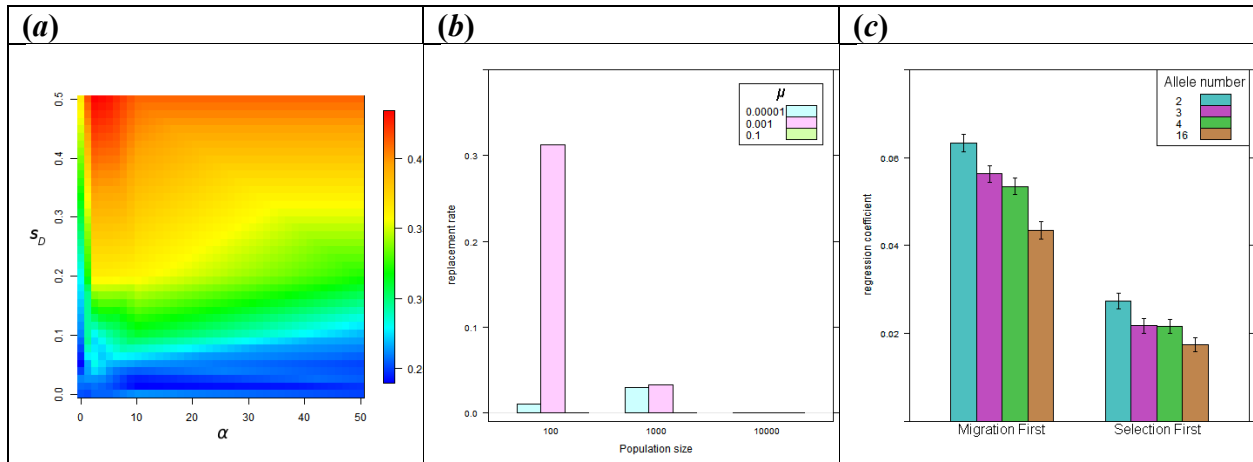 (a)
0.5
0.4
0.3
0.2
0.1
0.0
s_D
0 10 20 30 40 50
α
0.4
0.3
0.3
0.2
(b)
μ
0.00001
0.001
0.1
0.3
0.2
0.1
0.0
replacement rate
100 1000 10000
Population size
(c)
Allele number
2
3
4
16
0.06
0.04
0.02
regression coefficient
Migration First Selection First